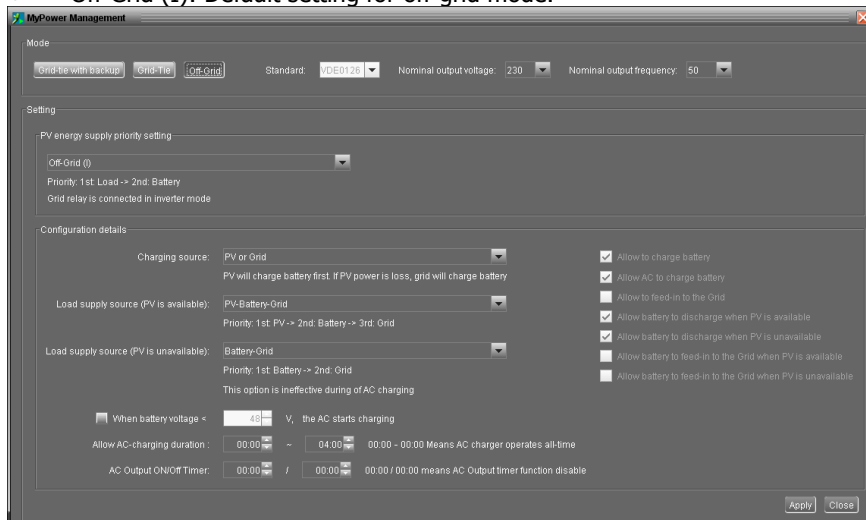 Off-Grid (I): Default setting for off-grid mode.
MyPower Management
Mode
Grid-tie with backup Grid-Tie Off-Grid Standard: VDE0126 Nominal output voltage: 230 Nominal output frequency: 50
Setting
PV energy supply priority setting
Off-Grid (I)
Priority: 1st: Load -> 2nd: Battery
Grid relay is connected in inverter mode
Configuration details
Charging source: PV or Grid
PV will charge battery first. If PV power is loss, grid will charge battery
Load supply source (PV is available): PV-Battery-Grid
Priority: 1st: PV -> 2nd: Battery -> 3rd: Grid
Load supply source (PV is unavailable): Battery-Grid
Priority: 1st: Battery -> 2nd: Grid
This option is ineffective during of AC charging
When battery voltage < 48 V, the AC starts charging
Allow AC-charging duration : 00:00 ~ 04:00 00:00 - 00:00 Means AC charger operates all-time
AC Output ON/Off Timer: 00:00 / 00:00 00:00 / 00:00 means AC Output timer function disable
Allow to charge battery
Allow AC to charge battery
Allow to feed-in to the Grid
Allow battery to discharge when PV is available
Allow battery to discharge when PV is unavailable
Allow battery to feed-in to the Grid when PV is available
Allow battery to feed-in to the Grid when PV is unavailable
Apply Close